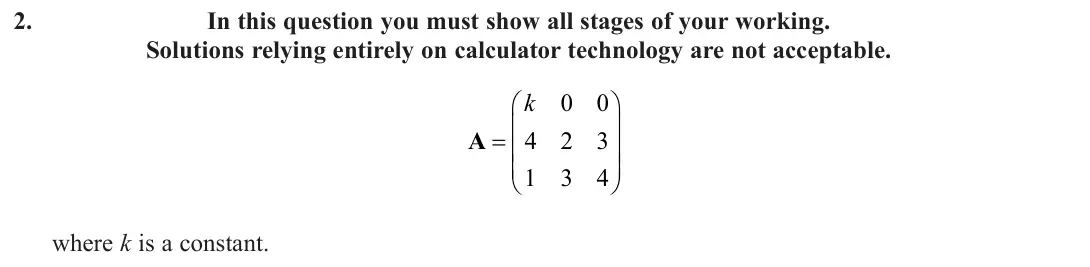 2. In this question you must show all stages of your working.
Solutions relying entirely on calculator technology are not acceptable.
k 0 0
A = 4 2 3
1 3 4
where k is a constant.